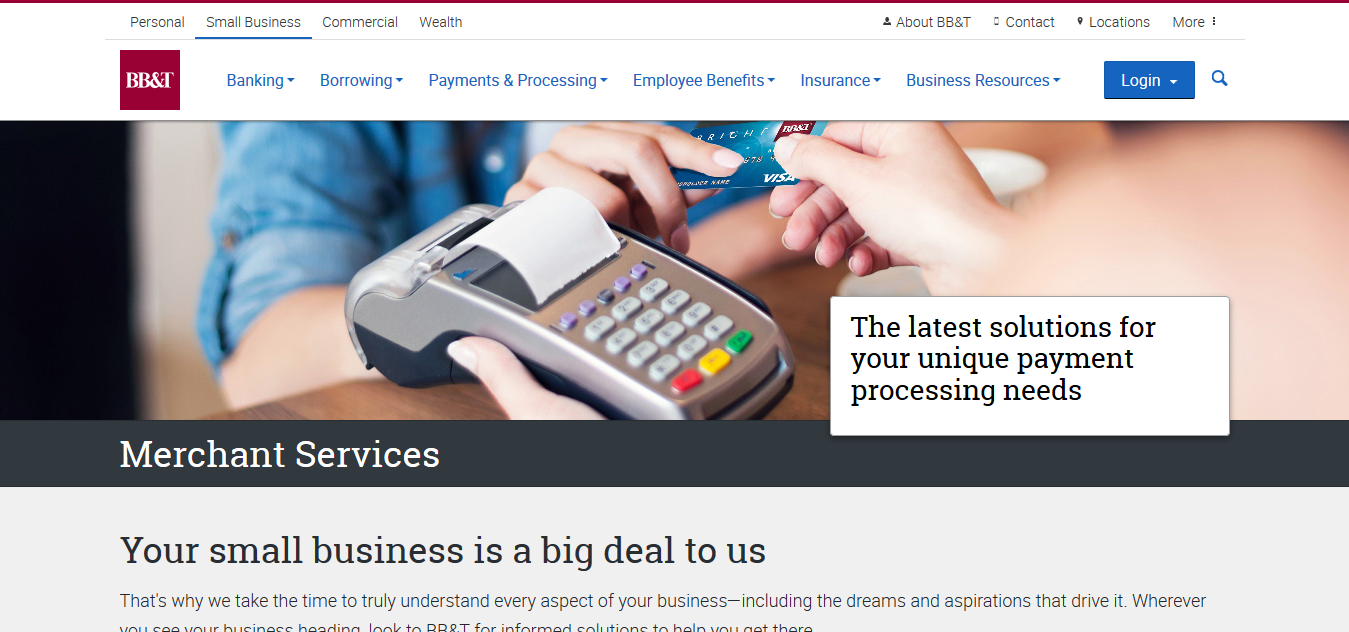 Personal Small Business Commercial Wealth About BB&T Contact Locations More
BB&T Banking Borrowing Payments & Processing Employee Benefits Insurance Business Resources Login
BRIGHT BB&T
VISA
The latest solutions for
your unique payment
processing needs
Merchant Services
Your small business is a big deal to us
That's why we take the time to truly understand every aspect of your business—including the dreams and aspirations that drive it. Wherever
you see your business heading, look to BB&T for informed solutions to help you get there.